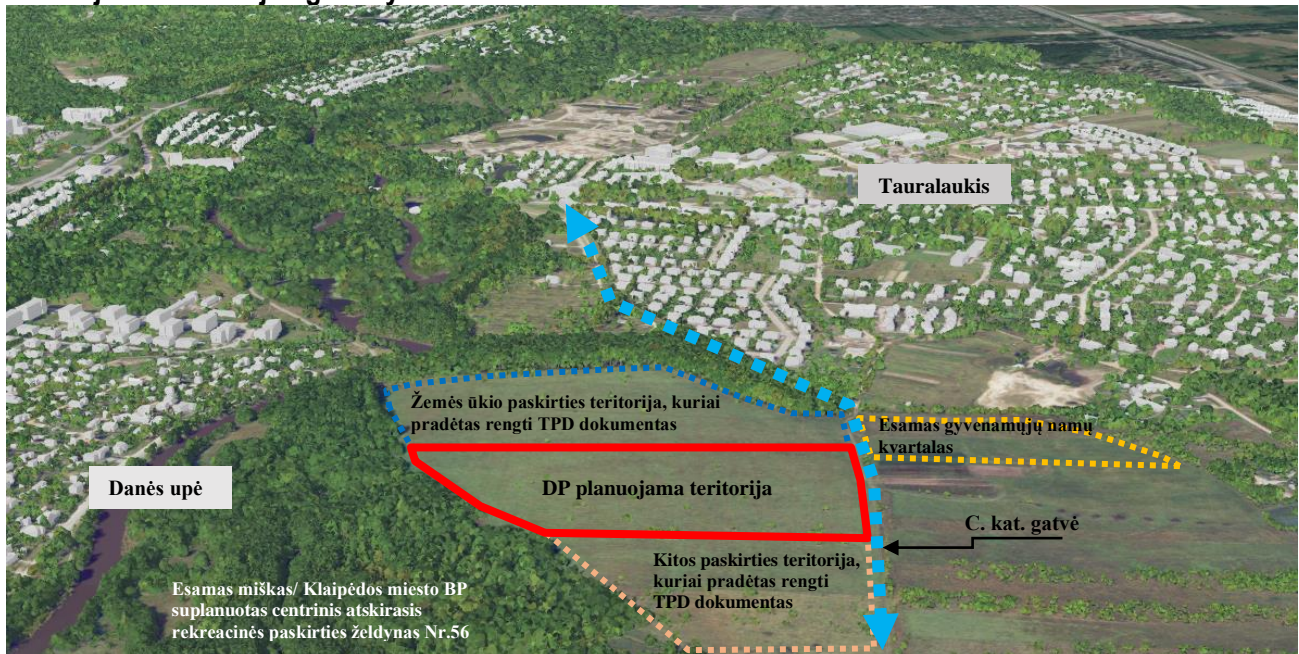 Tauralaukis
Žemės ūkio paskirties teritorija, kuriai
pradėtas rengti TPD dokumentas
Esamas gyvenamųjų namų
kvartalas
Danės upė
DP planuojama teritorija
C. kat. gatvė
Kitos paskirties teritorija,
kuriai pradėtas rengti
TPD dokumentas
Esamas miškas/ Klaipėdos miesto BP
suplanuotas centrinis atskirasis
rekreacinės paskirties želdynas Nr.56